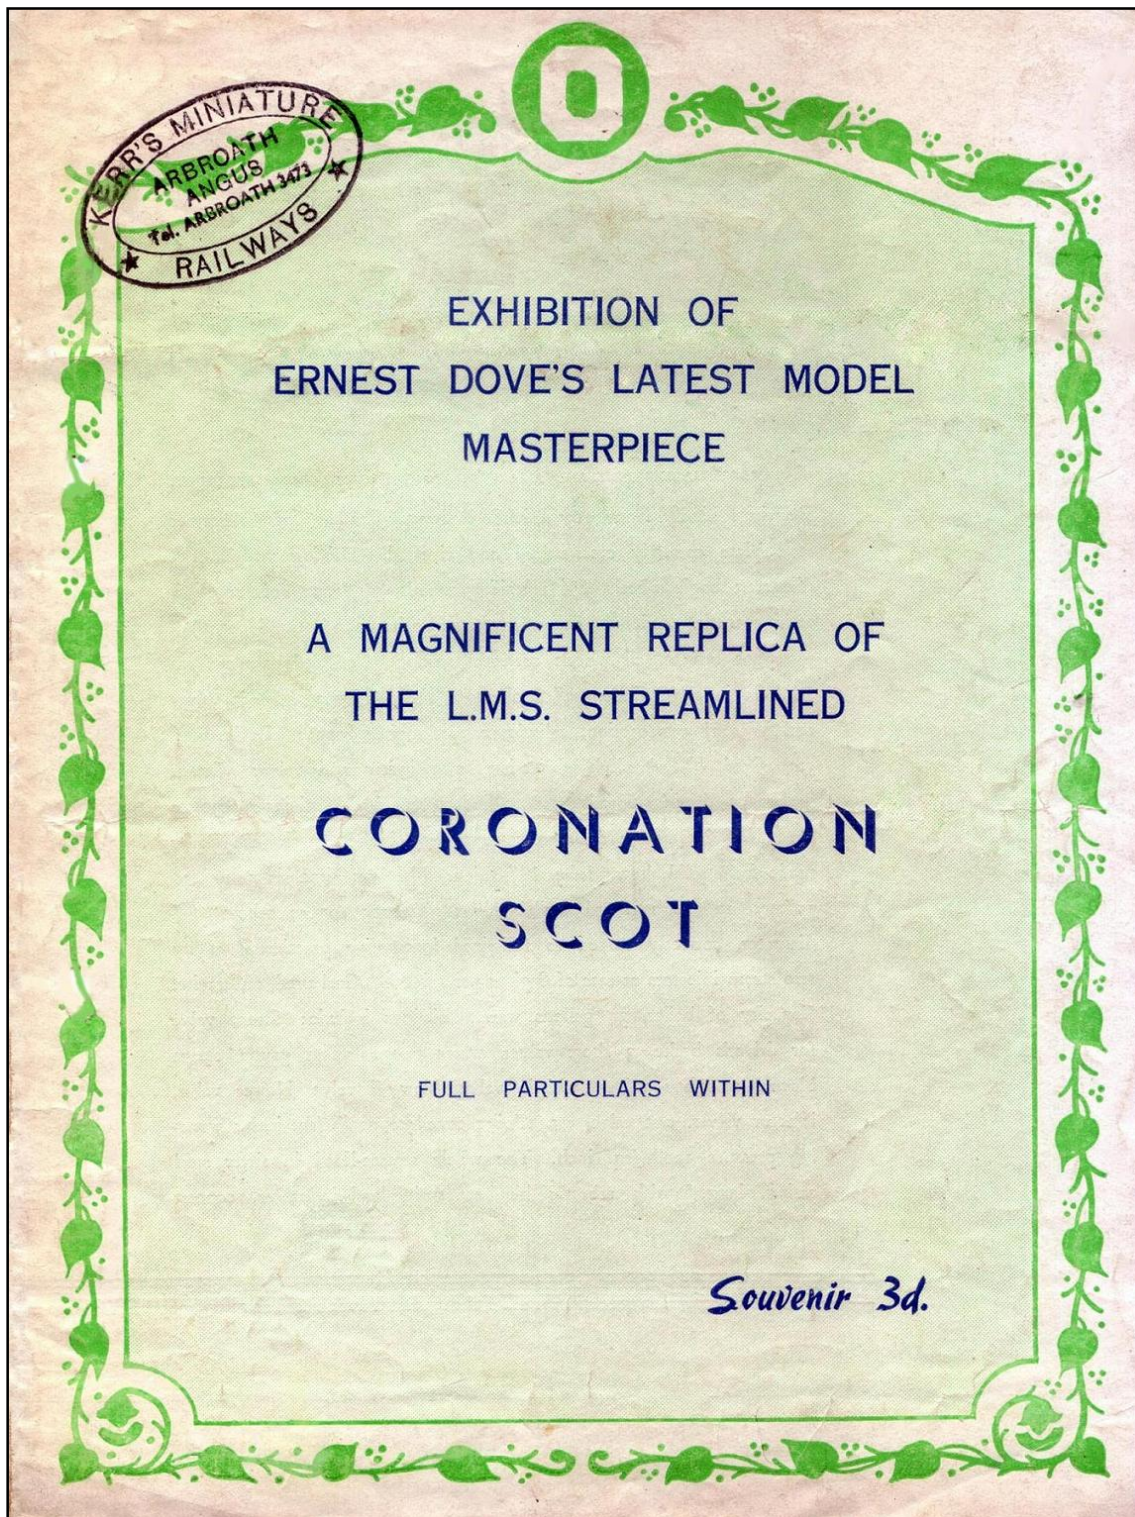 O
KERR'S MINIATURE
ARBROATH
ANGUS
Tel. ARBROATH 3473
RAILWAYS
EXHIBITION OF
ERNEST DOVE'S LATEST MODEL
MASTERPIECE
A MAGNIFICENT REPLICA OF
THE L.M.S. STREAMLINED
CORONATION
SCOT
FULL PARTICULARS WITHIN
Souvenir 3d.